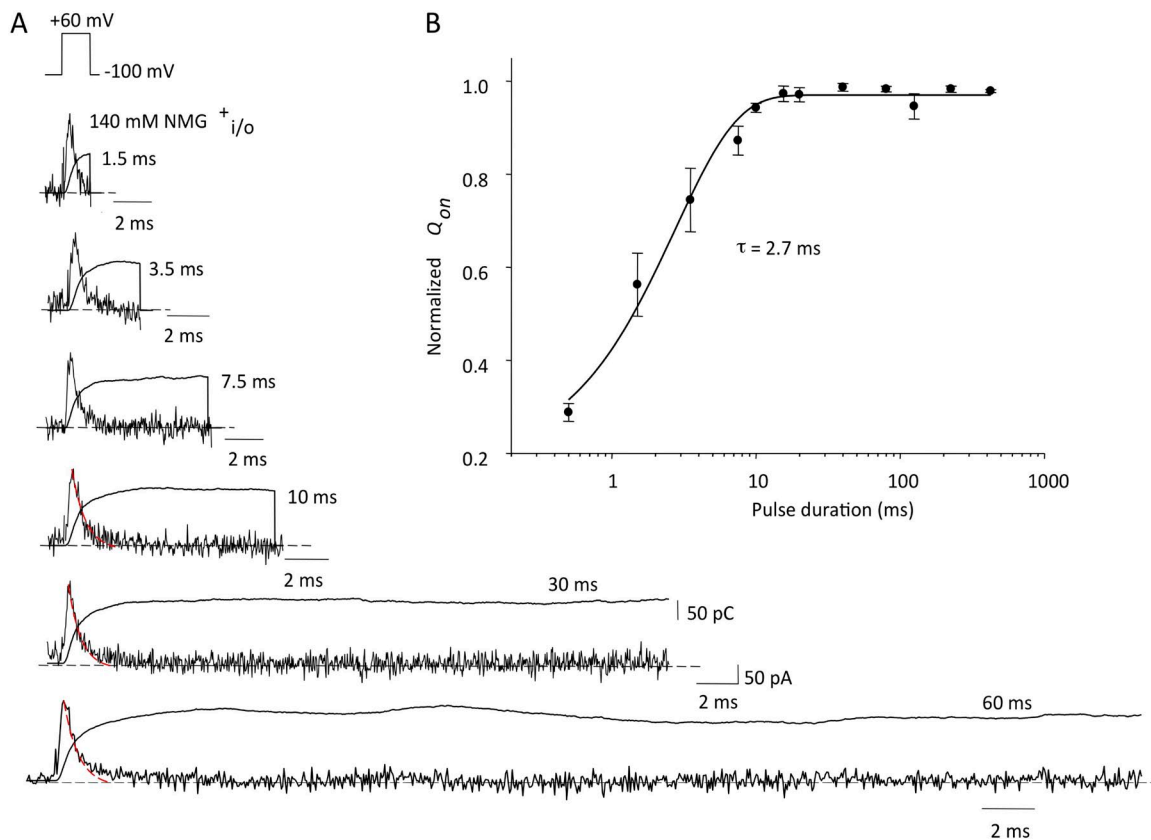 A
+60 mV
-100 mV
140 mM NMG + i/o
1.5 ms
2 ms
3.5 ms
2 ms
7.5 ms
2 ms
10 ms
2 ms
30 ms
50 pC
50 pA
2 ms
60 ms
2 ms
B
1.0
0.8
0.6
0.4
0.2
Normalized Qon
τ = 2.7 ms
1 10 100 1000
Pulse duration (ms)